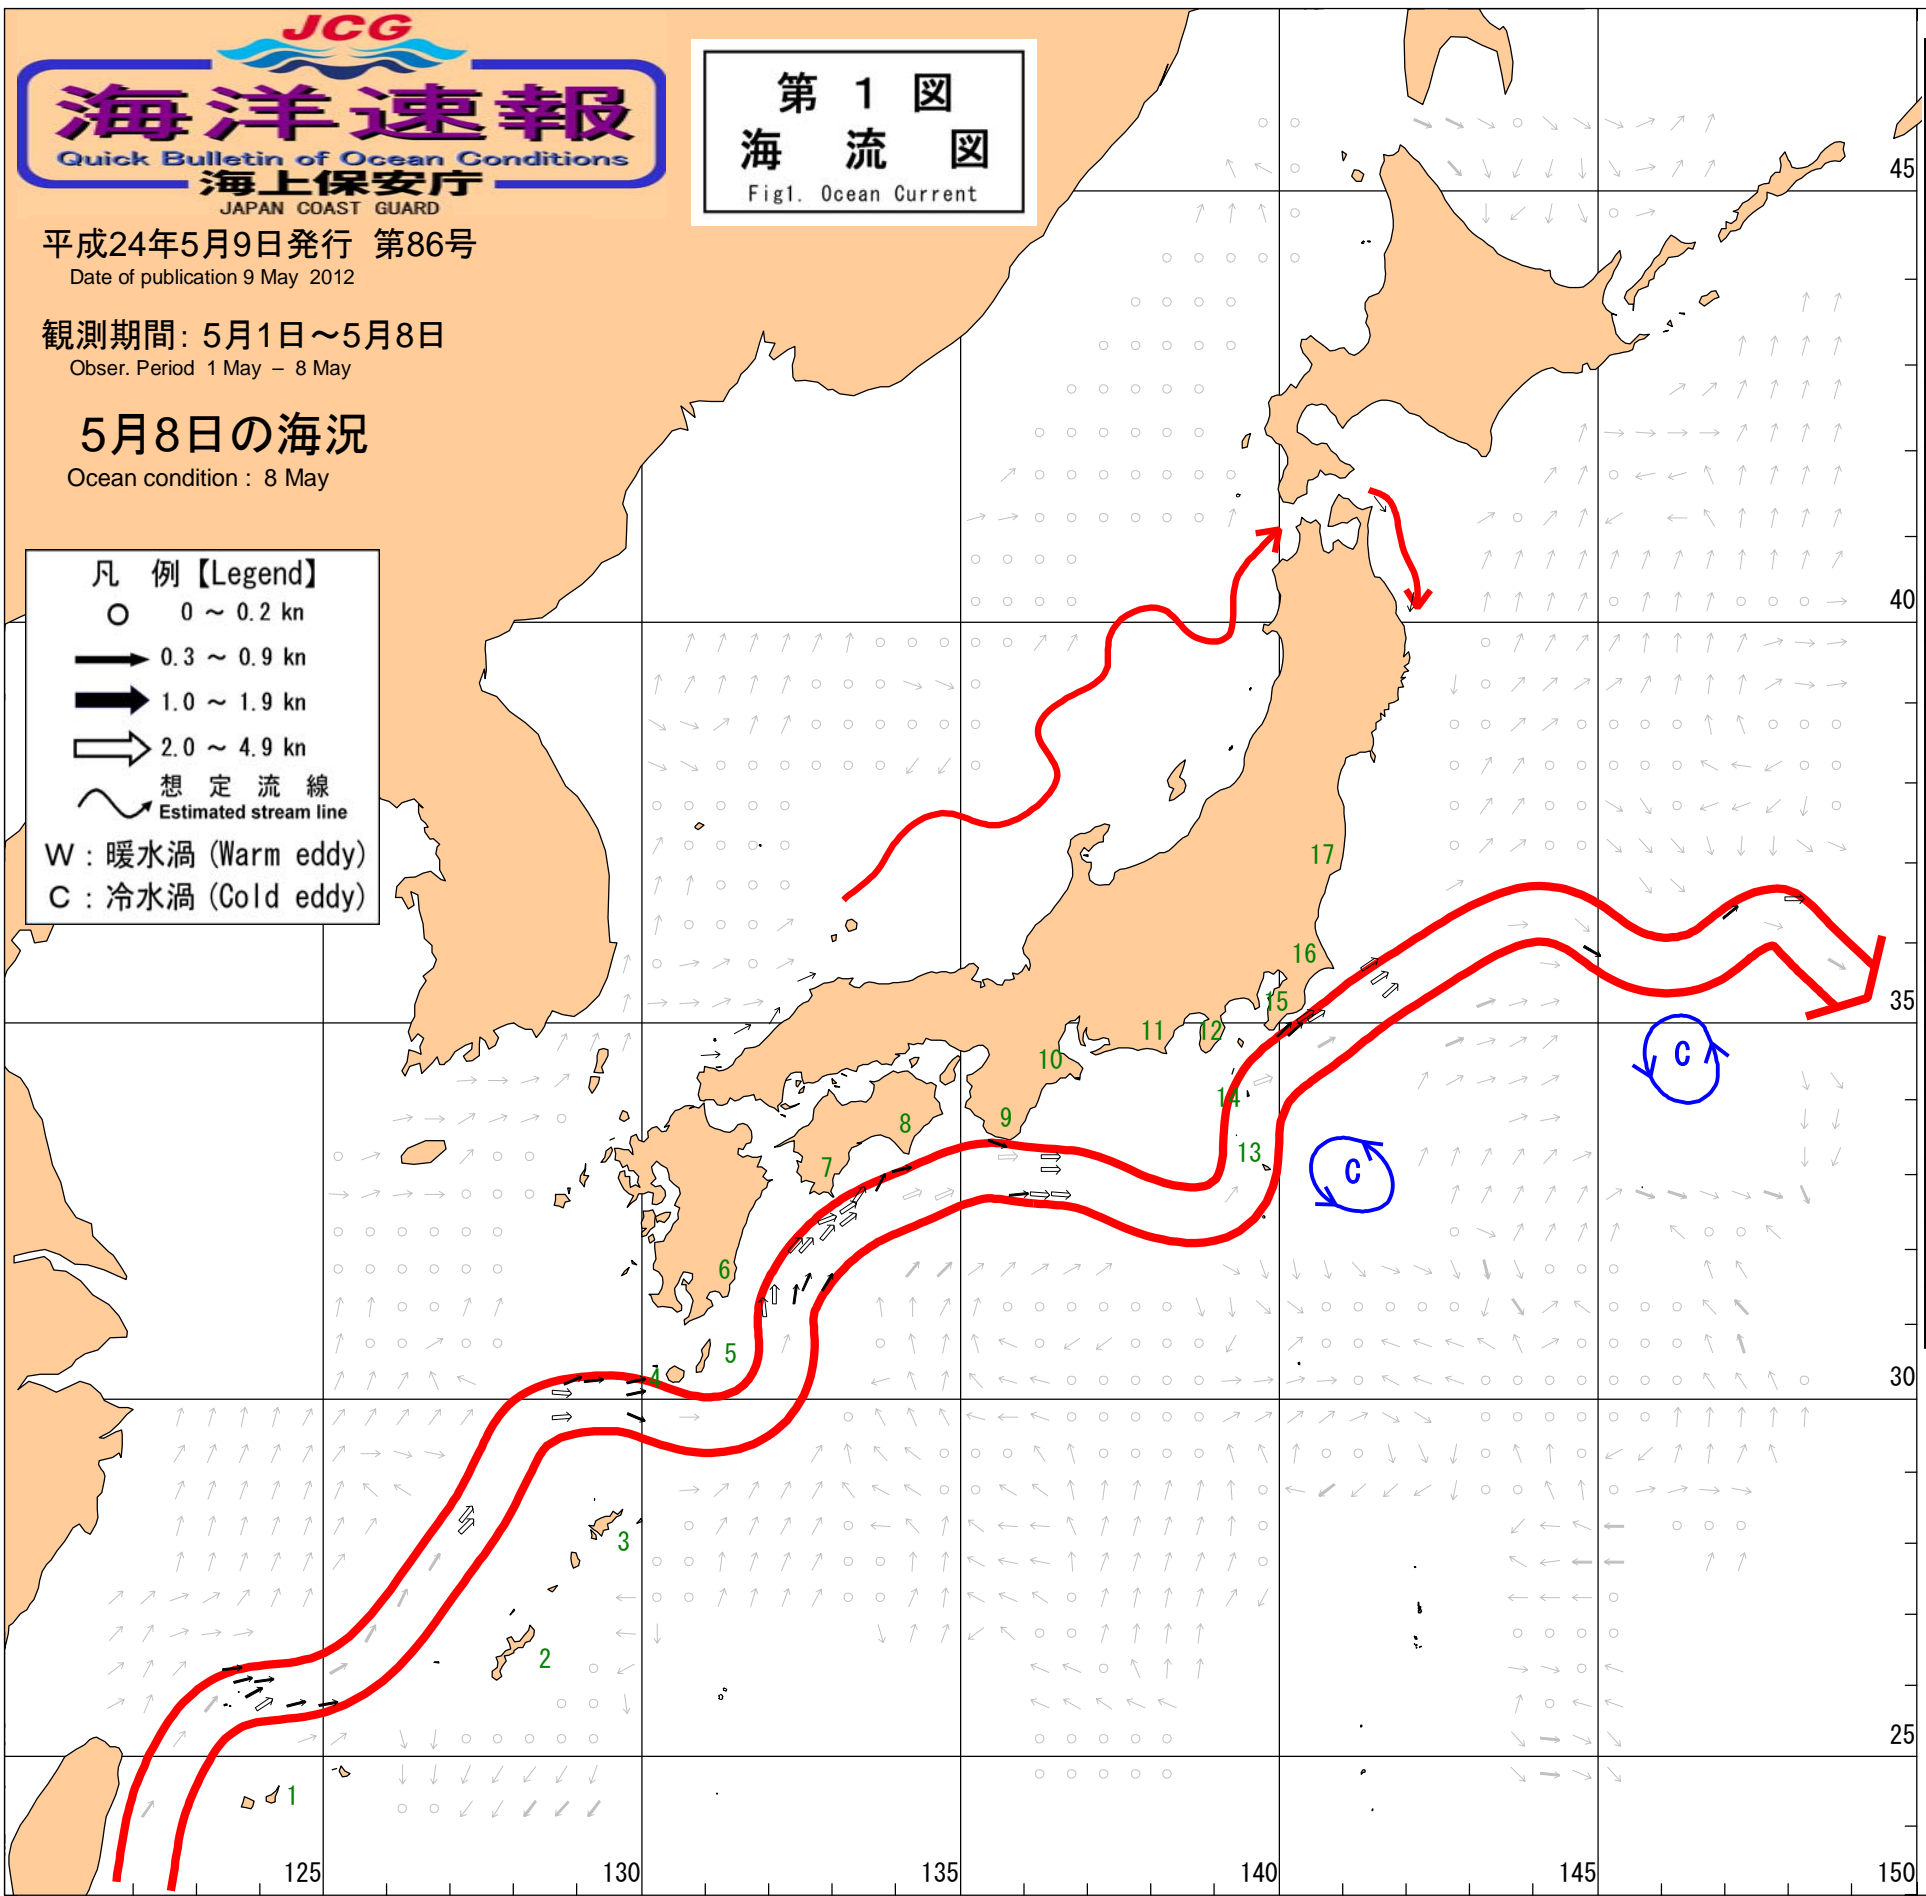 JCG
海洋速報
Quick Bulletin of Ocean Conditions
海上保安庁
JAPAN COAST GUARD
第 1 図
海 流 図
Fig1. Ocean Current
平成24年5月9日発行 第86号
Date of publication 9 May 2012
観測期間: 5月1日～5月8日
Obser. Period 1 May – 8 May
5月8日の海況
Ocean condition : 8 May
凡 例【Legend】
0 ～ 0.2 kn
0.3 ～ 0.9 kn
1.0 ～ 1.9 kn
2.0 ～ 4.9 kn
想 定 流 線
Estimated stream line
W : 暖水渦 (Warm eddy)
C : 冷水渦 (Cold eddy)
45
40
17
16
15
35
11
12
10
C
14
9
8
13
C
7
6
5
4
30
3
2
25
1
125
130
135
140
145
150